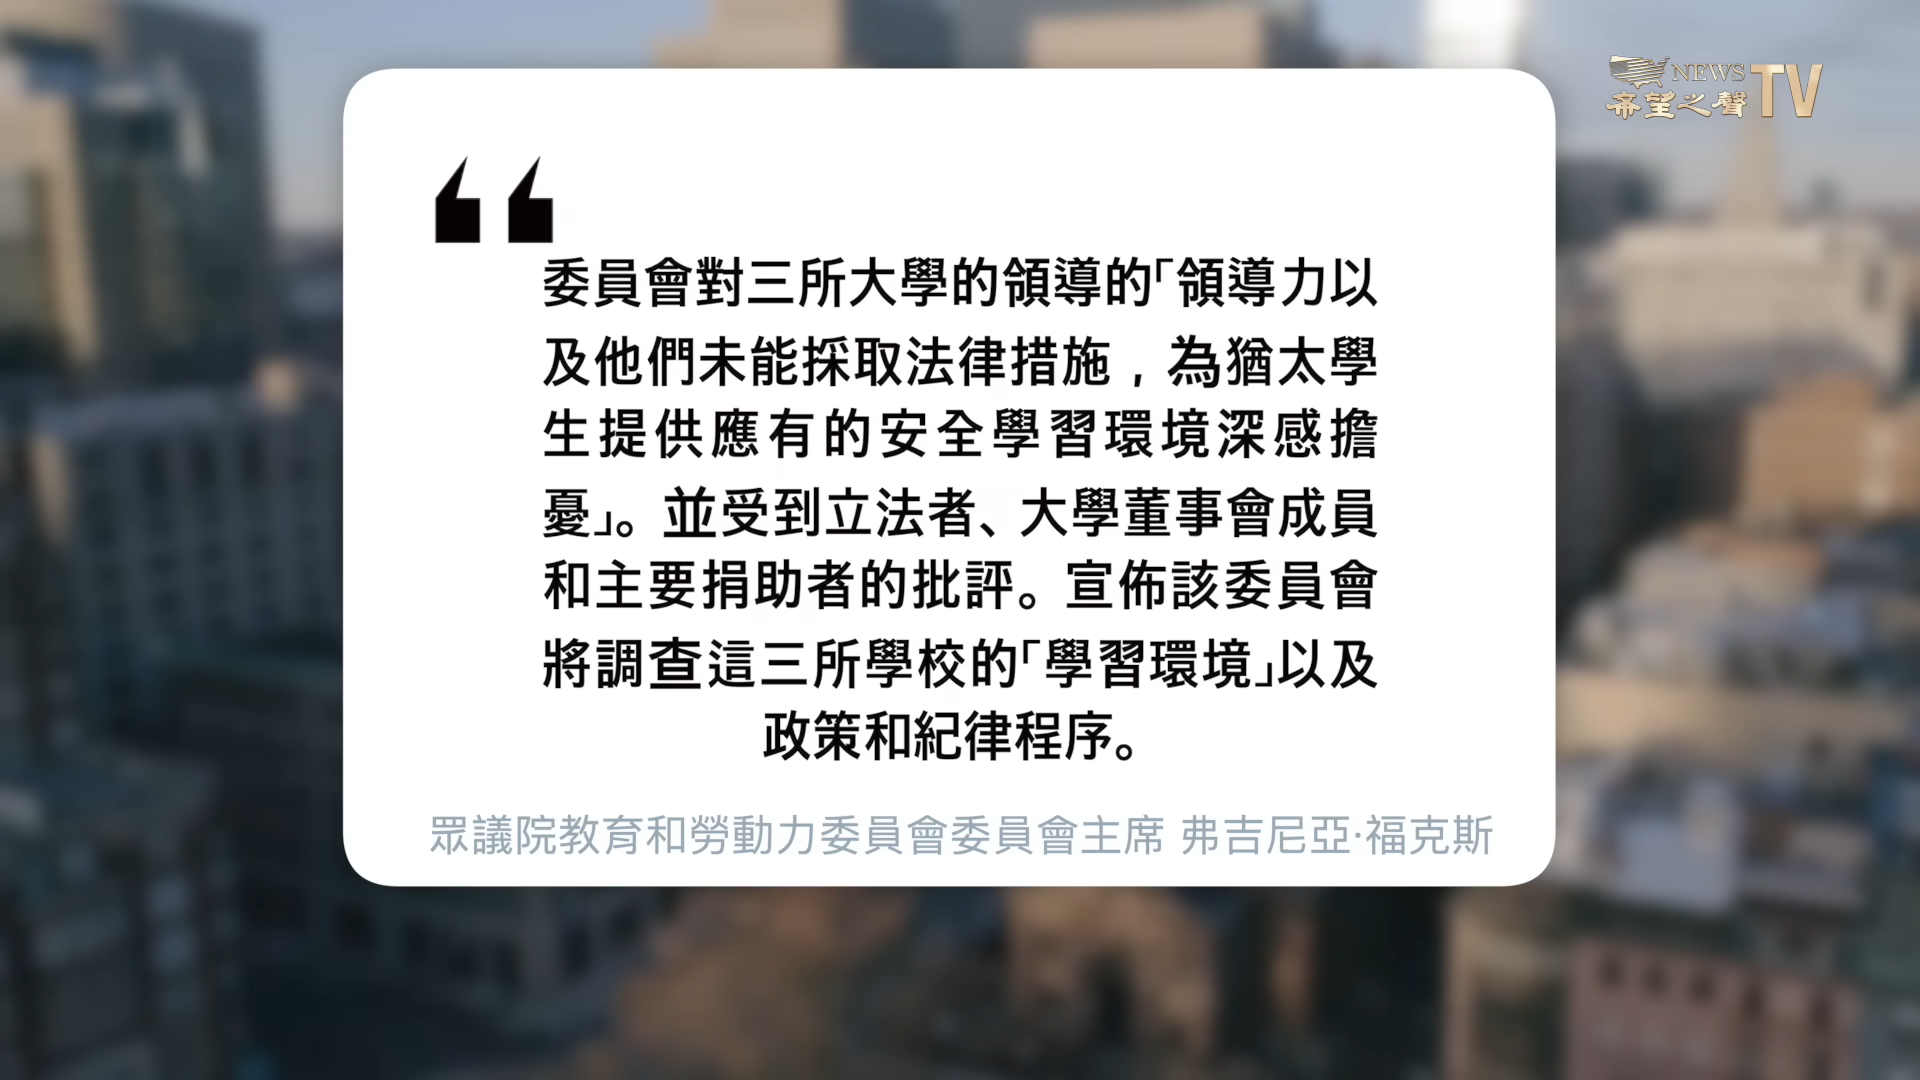 NEWS
希望之聲TV
委員會對三所大學的領導的「領導力以
及他們未能採取法律措施，為猶太學
生提供應有的安全學習環境深感擔
憂」。並受到立法者、大學董事會成員
和主要捐助者的批評。宣佈該委員會
將調查這三所學校的「學習環境」以及
政策和紀律程序。
眾議院教育和勞動力委員會委員會主席 弗吉尼亞·福克斯